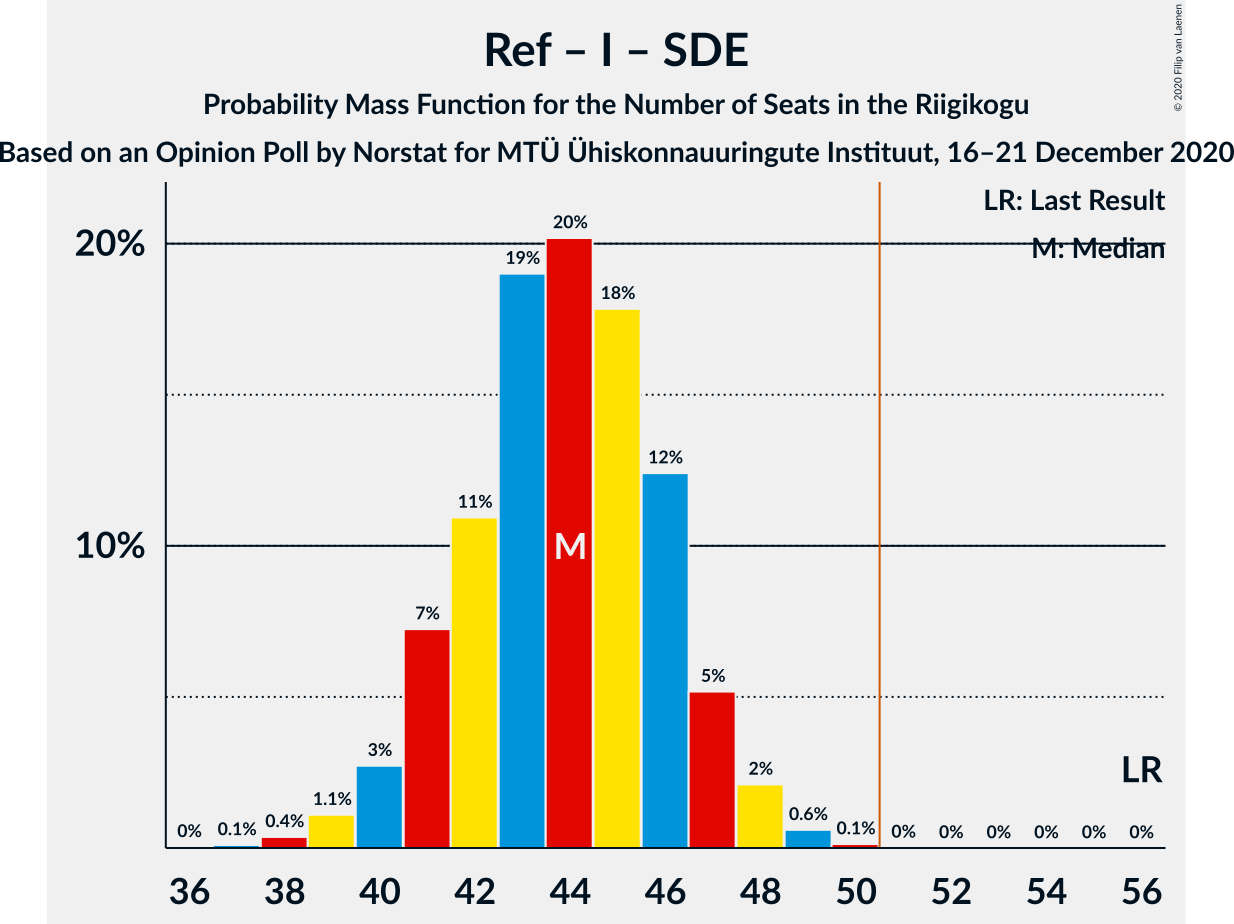 Ref – I – SDE
Probability Mass Function for the Number of Seats in the Riigikogu
Based on an Opinion Poll by Norstat for MTÜ Ühiskonnauuringute Instituut, 16–21 December 2020
© 2020 Filip van Laenen
LR: Last Result
M: Median
20%
10%
0% 0.1% 0.4% 1.1% 3% 7% 11% 19% 20% 18% 12% 5% 2% 0.6% 0.1% 0% 0% 0% 0% 0% 0%
M
LR
36 38 40 42 44 46 48 50 52 54 56